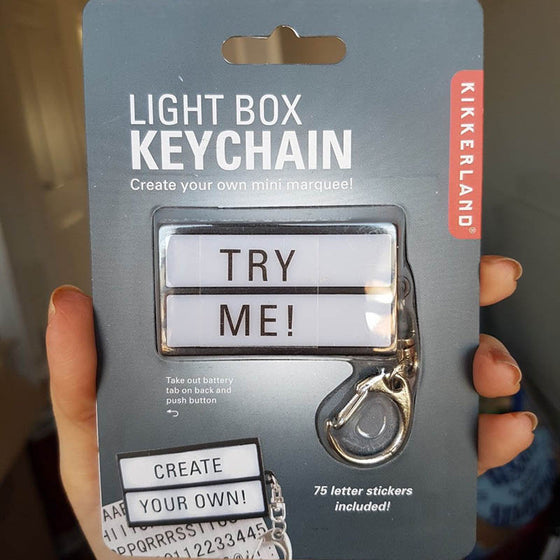 LIGHT BOX
KEYCHAIN
Create your own mini marquee!
KIKKERLAND®
TRY
ME!
Take out battery
tab on back and
push button
CREATE
YOUR OWN!
75 letter stickers
included!